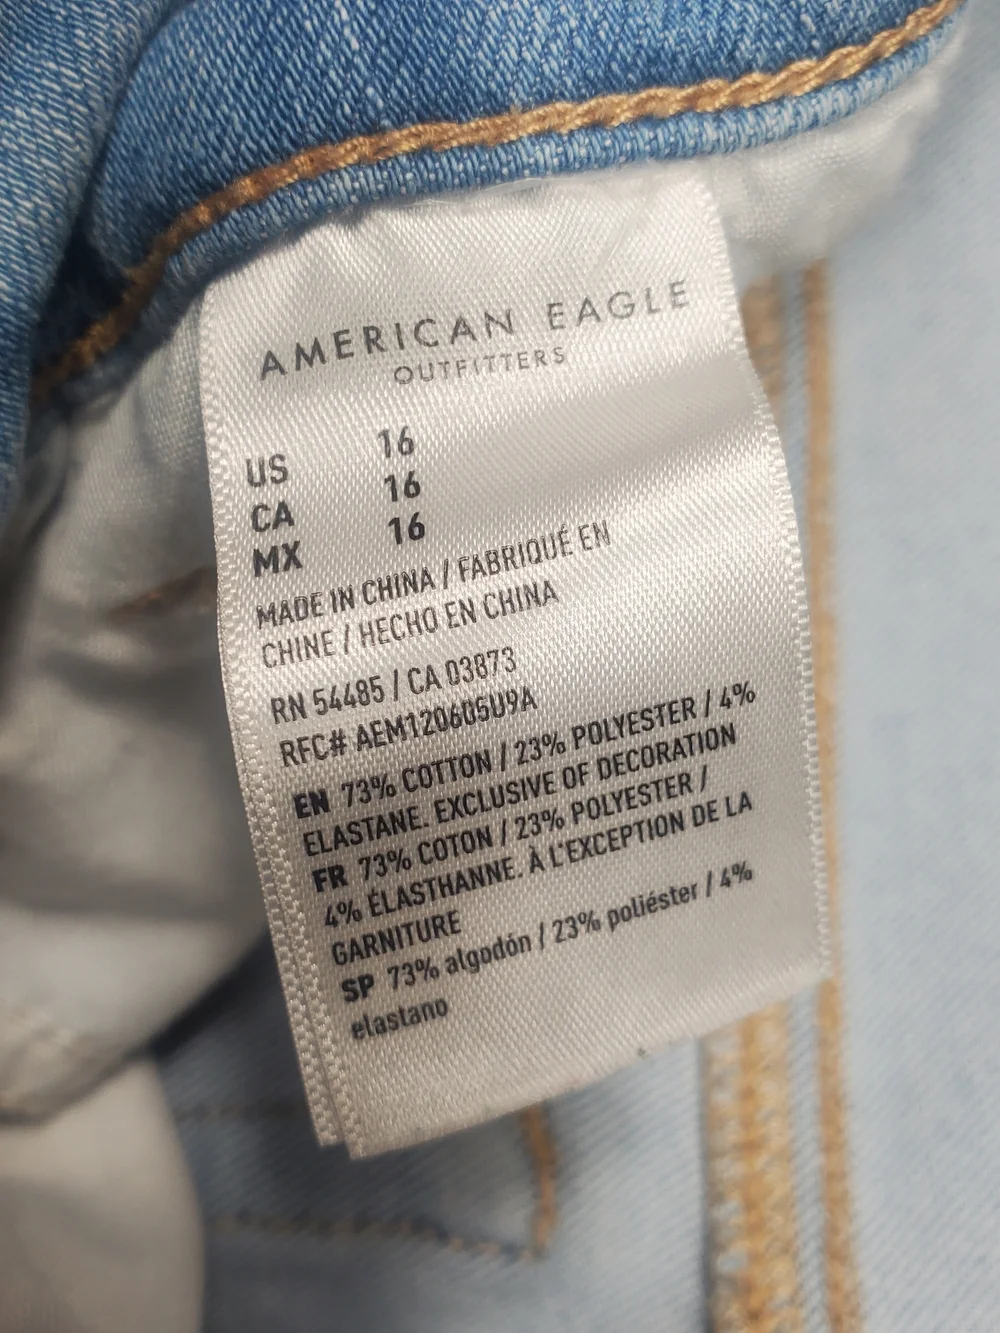 AMERICAN EAGLE
OUTFITTERS
US 16
CA 16
MX 16
MADE IN CHINA / FABRIQUÉ EN
CHINE / HECHO EN CHINA
RN 54485 / CA 03873
RFC# AEM120605U9A
EN 73% COTTON / 23% POLYESTER / 4%
ELASTANE. EXCLUSIVE OF DECORATION
FR 73% COTON / 23% POLYESTER /
4% ÉLASTHANNE. À L'EXCEPTION DE LA
GARNITURE
SP 73% algodón / 23% poliéster / 4%
elastano